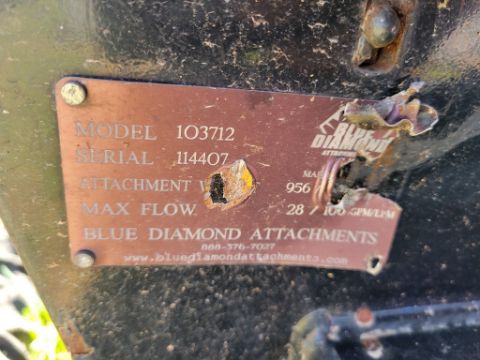 BLUE
DIAMOND
MODEL 103712
SERIAL 114407
ATTACHMENT
956
MAX FLOW 28 / 106 GPM/LPM
BLUE DIAMOND ATTACHMENTS
888-376-7027
www.bluediamondattachments.com